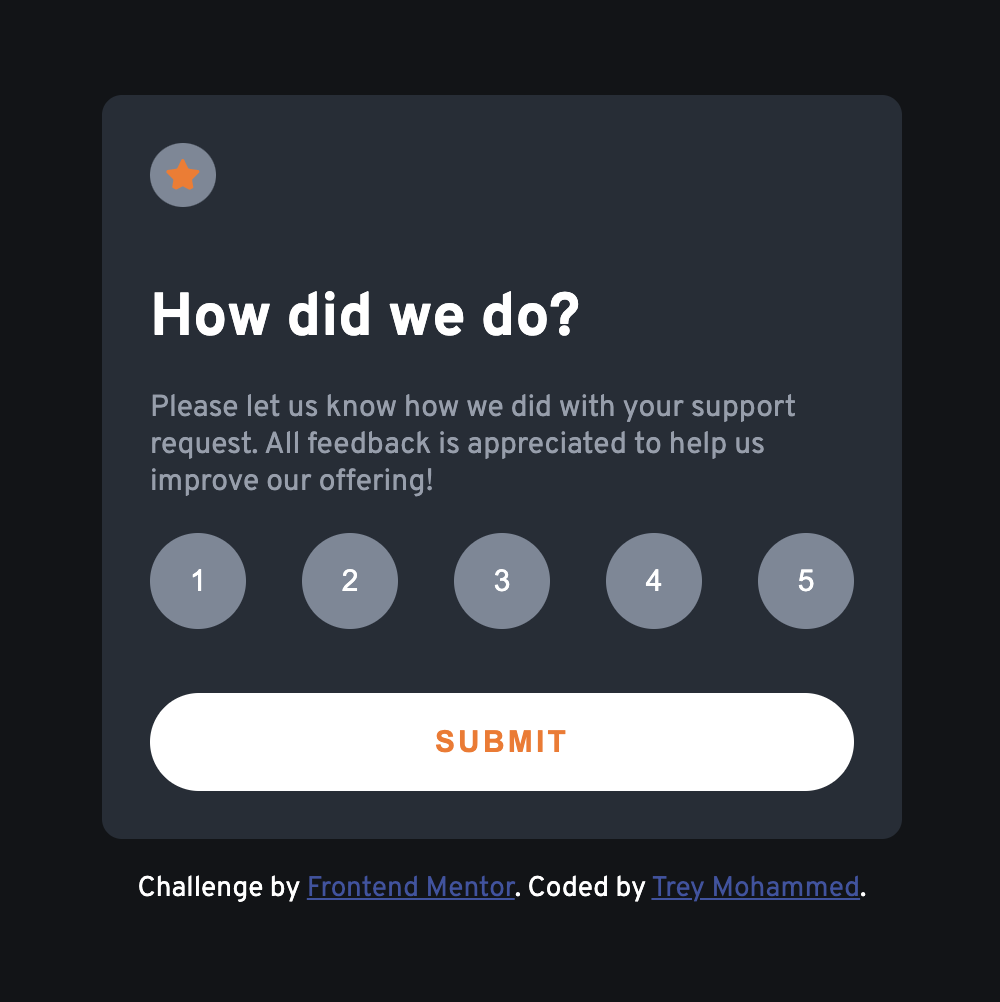 How did we do?
Please let us know how we did with your support
request. All feedback is appreciated to help us
improve our offering!
1 2 3 4 5
SUBMIT
Challenge by Frontend Mentor. Coded by Trey Mohammed.